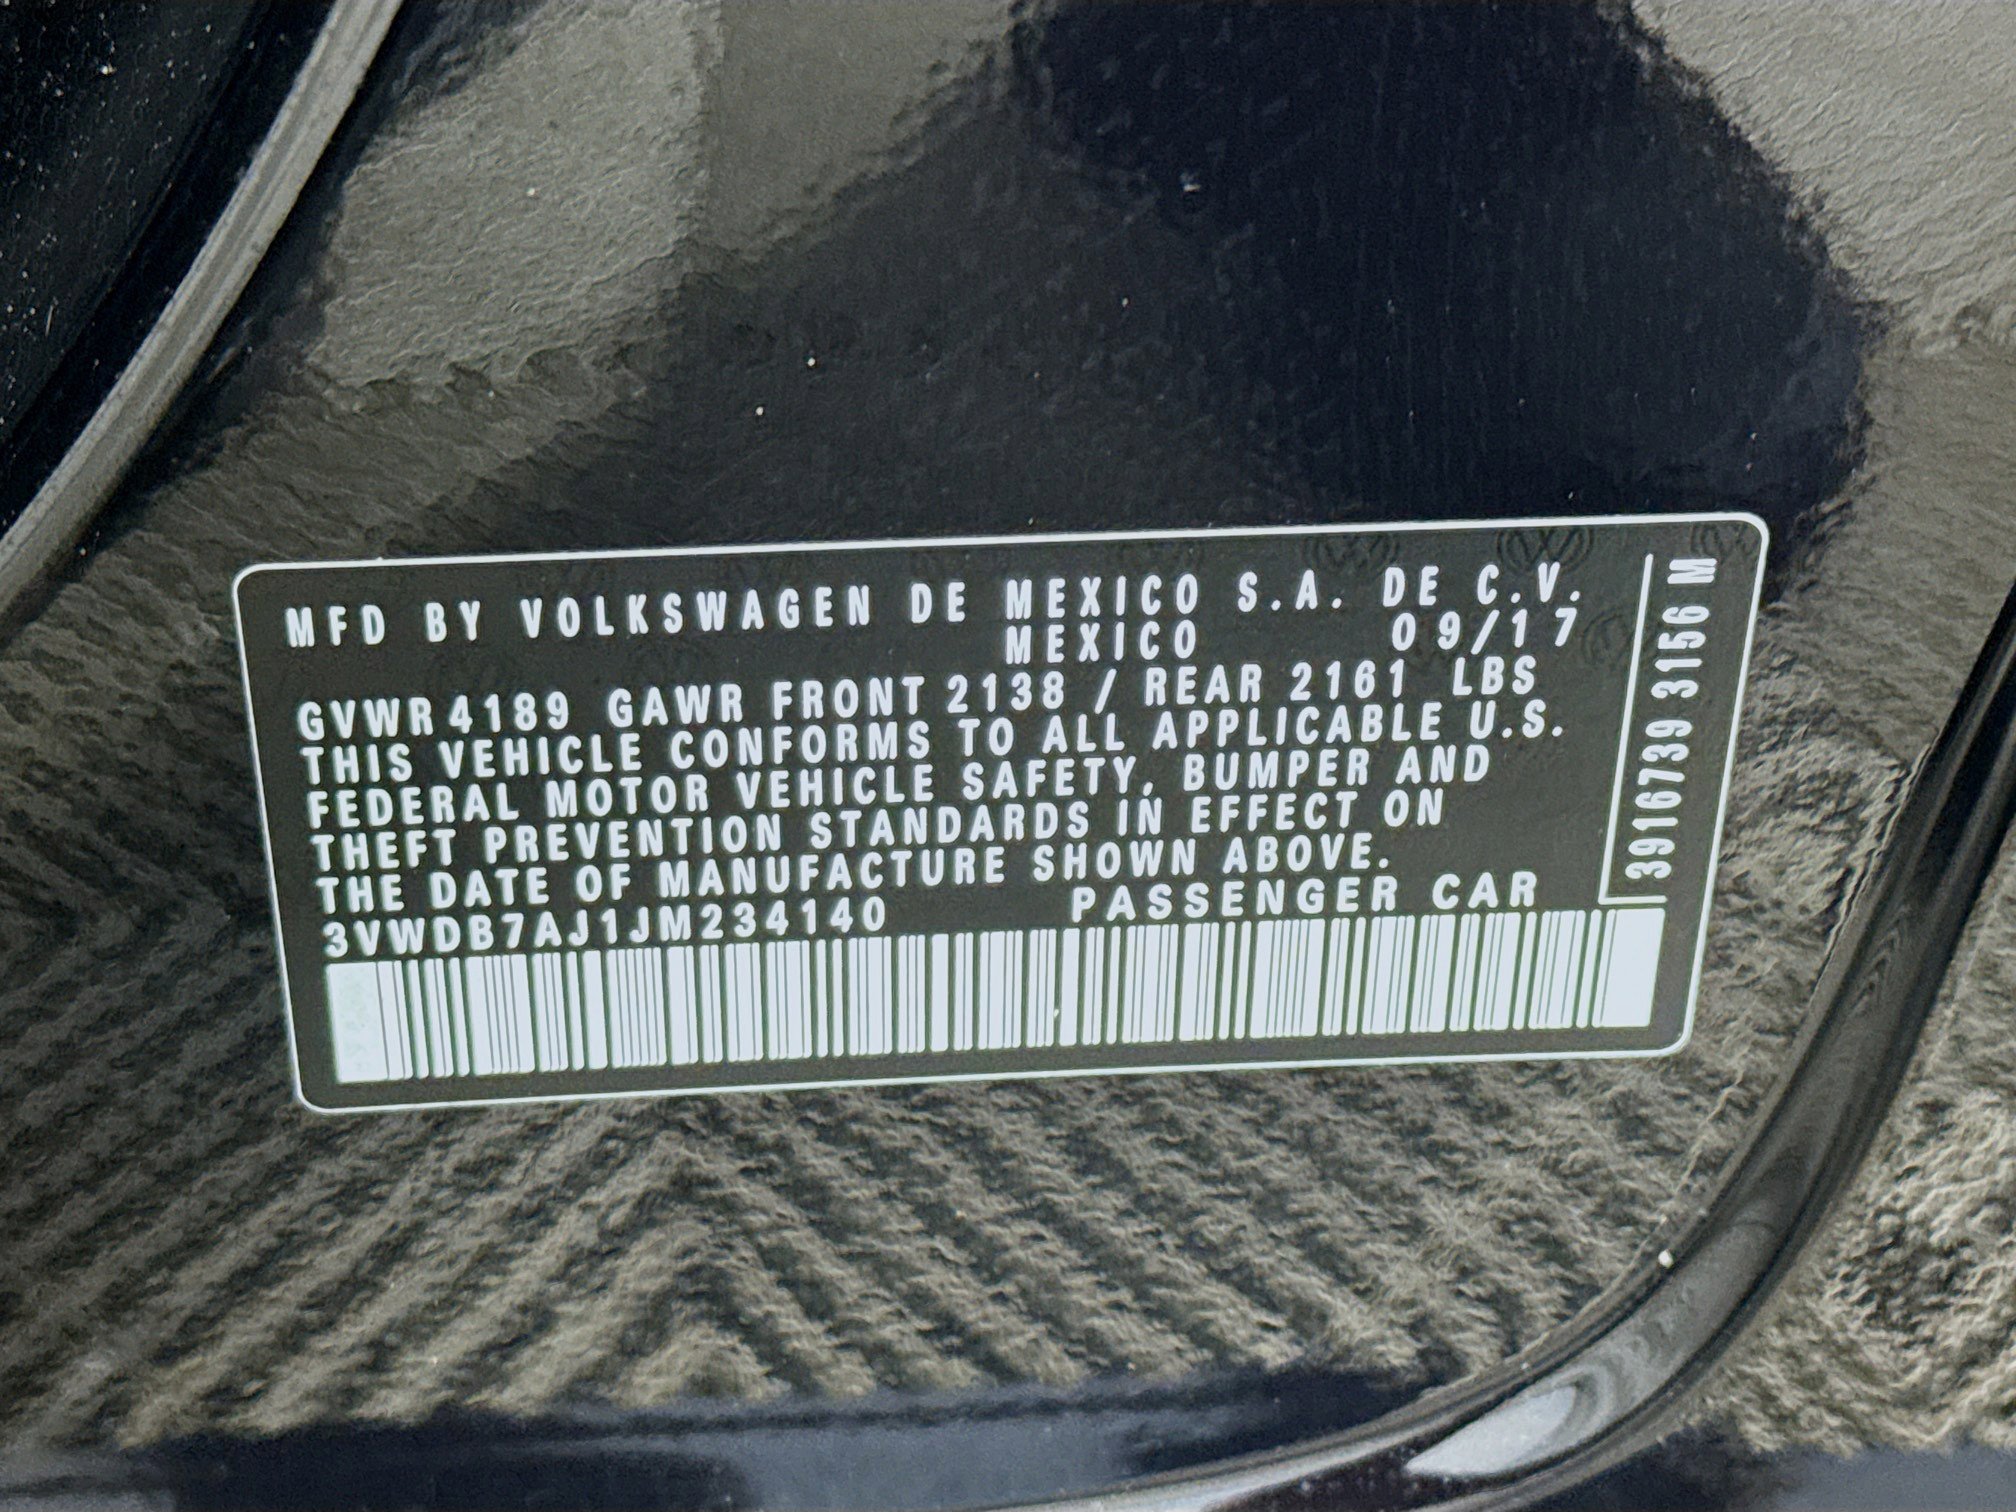 MFD BY VOLKSWAGEN DE MEXICO S.A. DE C.V.
MEXICO 09/17
GVWR 4189 GAWR FRONT 2138 / REAR 2161 LBS
THIS VEHICLE CONFORMS TO ALL APPLICABLE U.S.
FEDERAL MOTOR VEHICLE SAFETY, BUMPER AND
THEFT PREVENTION STANDARDS IN EFFECT ON
THE DATE OF MANUFACTURE SHOWN ABOVE.
3VWDB7AJ1JM234140 PASSENGER CAR
3916739 3156 M